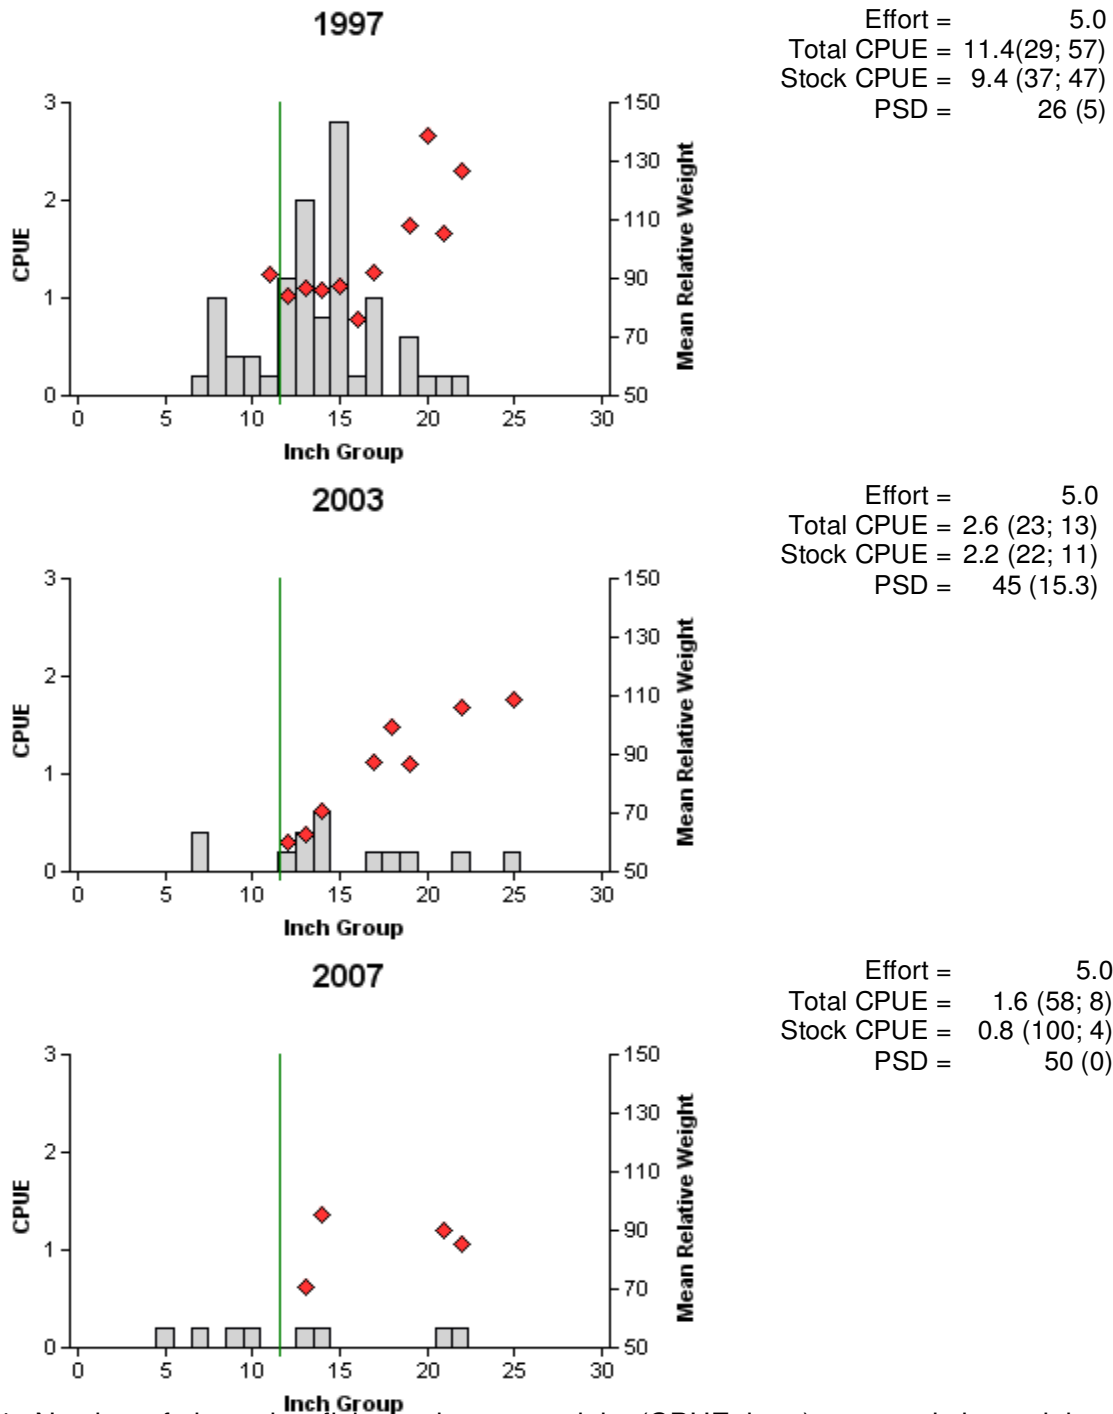 1997
Effort = 5.0
Total CPUE = 11.4(29; 57)
Stock CPUE = 9.4 (37; 47)
PSD = 26 (5)
3
2
1
0
CPUE
150
130
110
90
70
50
Mean Relative Weight
0 5 10 15 20 25 30
Inch Group
2003
Effort = 5.0
Total CPUE = 2.6 (23; 13)
Stock CPUE = 2.2 (22; 11)
PSD = 45 (15.3)
3
2
1
0
CPUE
150
130
110
90
70
50
Mean Relative Weight
0 5 10 15 20 25 30
Inch Group
2007
Effort = 5.0
Total CPUE = 1.6 (58; 8)
Stock CPUE = 0.8 (100; 4)
PSD = 50 (0)
3
2
1
0
CPUE
150
130
110
90
70
50
Mean Relative Weight
0 5 10 15 20 25 30
Inch Group